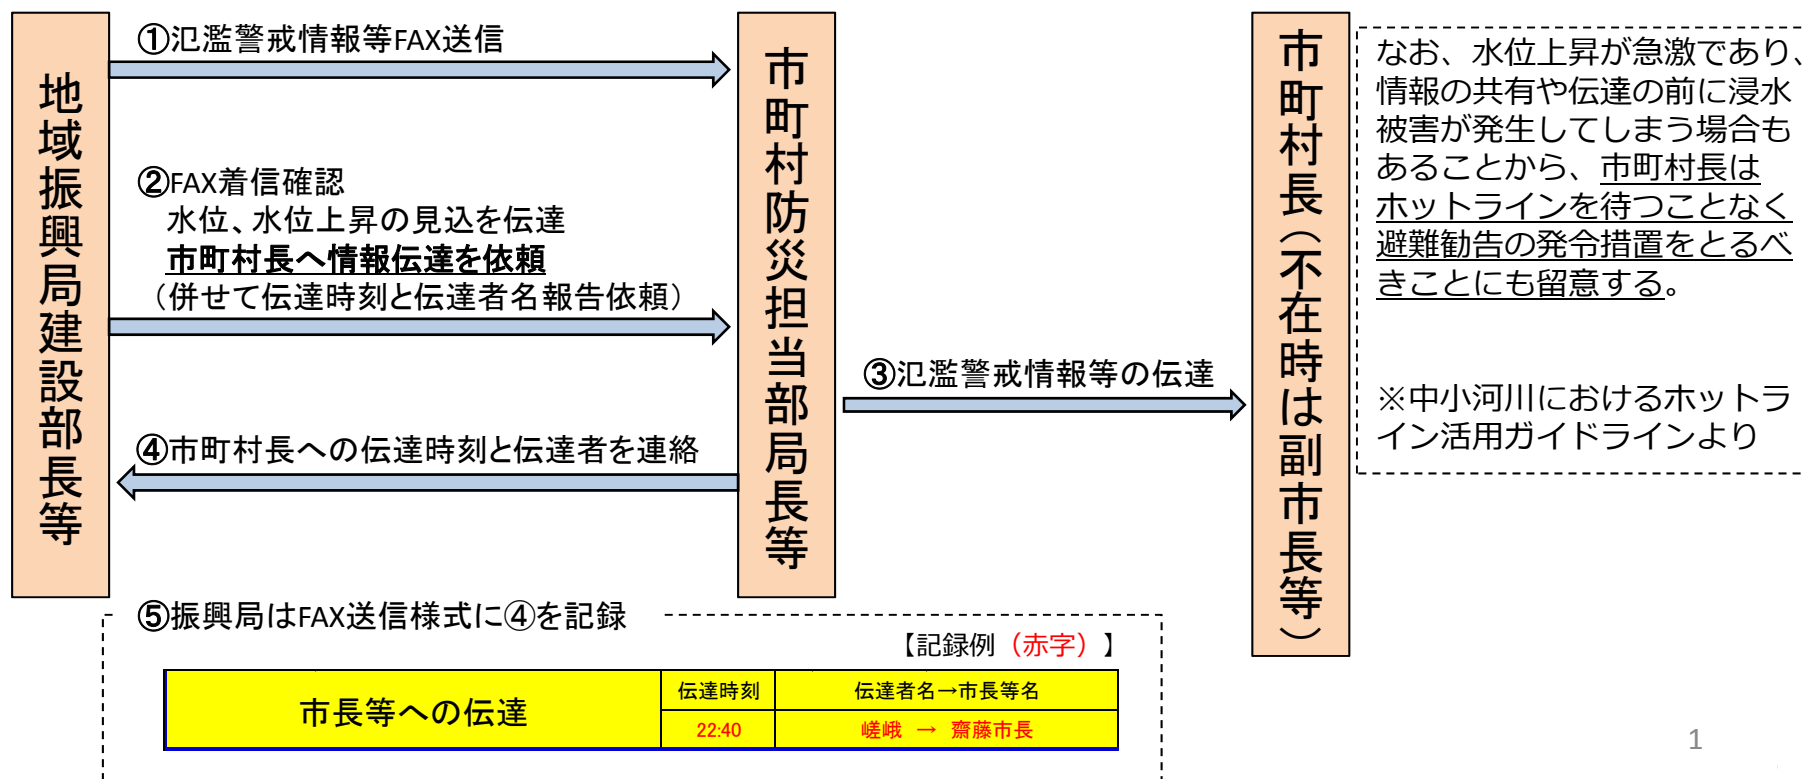 地域振興局建設部長等
①氾濫警戒情報等FAX送信
②FAX着信確認
水位、水位上昇の見込を伝達
市町村長へ情報伝達を依頼
（併せて伝達時刻と伝達者名報告依頼）
④市町村長への伝達時刻と伝達者を連絡
市町村防災担当部局長等
③氾濫警戒情報等の伝達
市町村長（不在時は副市長等）
なお、水位上昇が急激であり、
情報の共有や伝達の前に浸水
被害が発生してしまう場合も
あることから、市町村長は
ホットラインを待つことなく
避難勧告の発令措置をとるべ
きことにも留意する。
※中小河川におけるホットラ
イン活用ガイドラインより
⑤振興局はFAX送信様式に④を記録
【記録例（赤字）】
市長等への伝達
伝達時刻
伝達者名→市長等名
22:40
嵯峨 → 齋藤市長
1